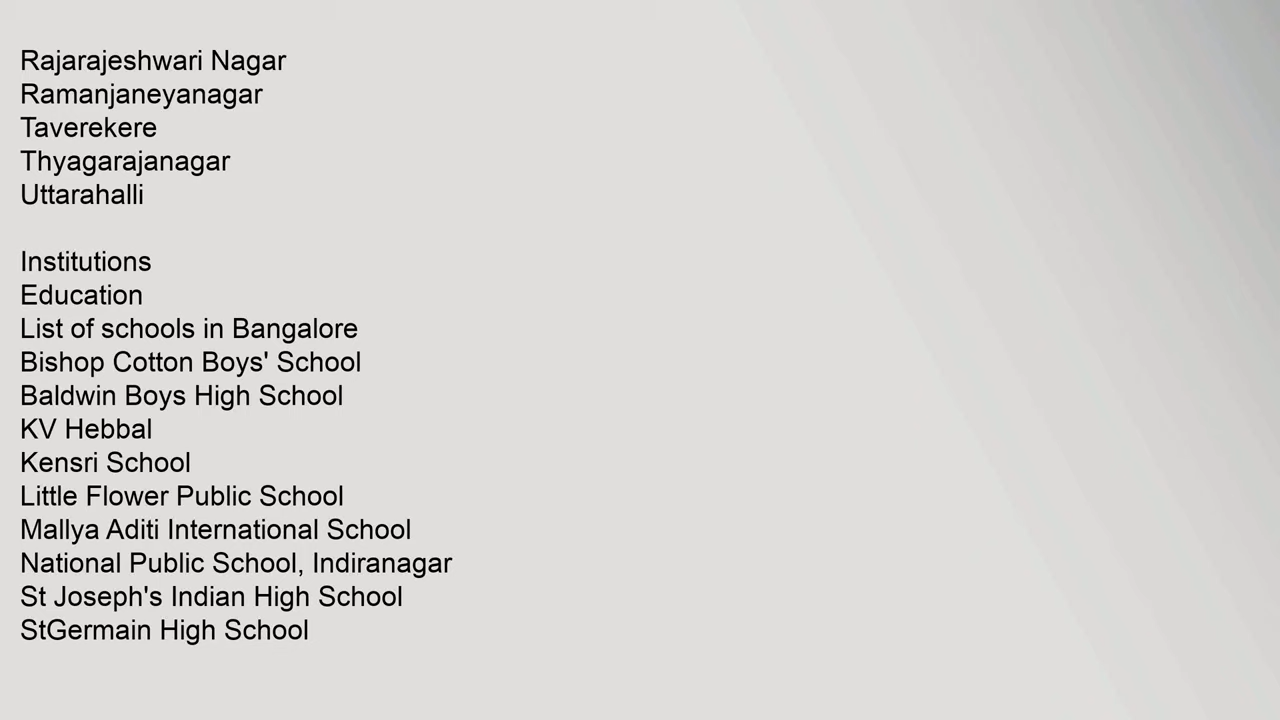 Rajarajeshwari Nagar
Ramanjaneyanagar
Taverekere
Thyagarajanagar
Uttarahalli
Institutions
Education
List of schools in Bangalore
Bishop Cotton Boys' School
Baldwin Boys High School
KV Hebbal
Kensri School
Little Flower Public School
Mallya Aditi International School
National Public School, Indiranagar
St Joseph's Indian High School
StGermain High School